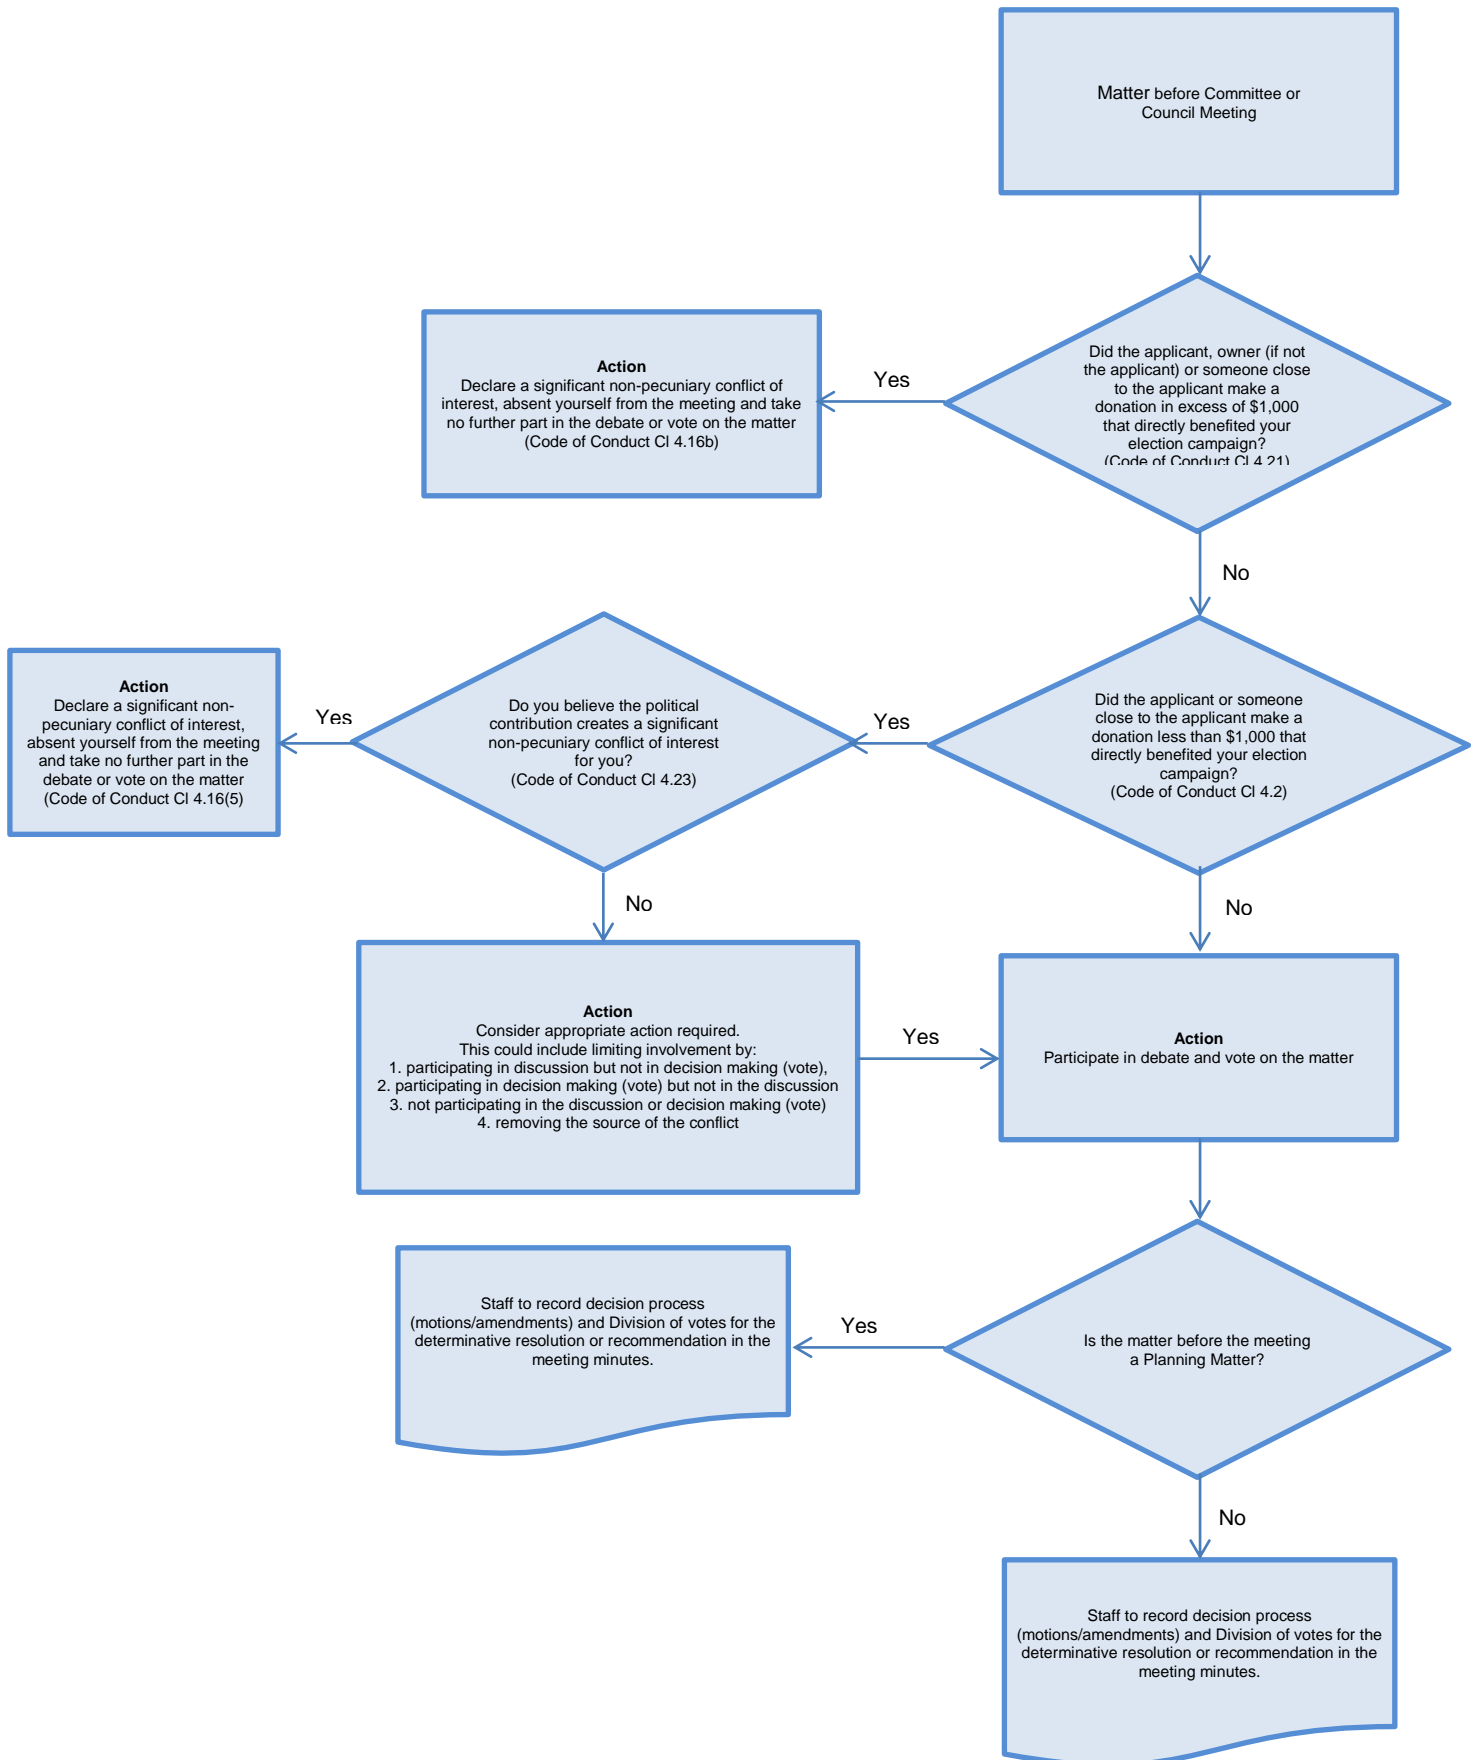 Matter before Committee or
Council Meeting
Did the applicant, owner (if not
the applicant) or someone close
to the applicant make a
donation in excess of $1,000
that directly benefited your
election campaign?
(Code of Conduct Cl 4.21)
Yes
Action
Declare a significant non-pecuniary conflict of
interest, absent yourself from the meeting and take
no further part in the debate or vote on the matter
(Code of Conduct Cl 4.16b)
No
Did the applicant or someone
close to the applicant make a
donation less than $1,000 that
directly benefited your election
campaign?
(Code of Conduct Cl 4.2)
Yes
Do you believe the political
contribution creates a significant
non-pecuniary conflict of interest
for you?
(Code of Conduct Cl 4.23)
Yes
Action
Declare a significant non-
pecuniary conflict of interest,
absent yourself from the meeting
and take no further part in the
debate or vote on the matter
(Code of Conduct Cl 4.16(5)
No
No
Action
Consider appropriate action required.
This could include limiting involvement by:
1. participating in discussion but not in decision making (vote),
2. participating in decision making (vote) but not in the discussion
3. not participating in the discussion or decision making (vote)
4. removing the source of the conflict
Yes
Action
Participate in debate and vote on the matter
Is the matter before the meeting
a Planning Matter?
Yes
Staff to record decision process
(motions/amendments) and Division of votes for the
determinative resolution or recommendation in the
meeting minutes.
No
Staff to record decision process
(motions/amendments) and Division of votes for the
determinative resolution or recommendation in the
meeting minutes.